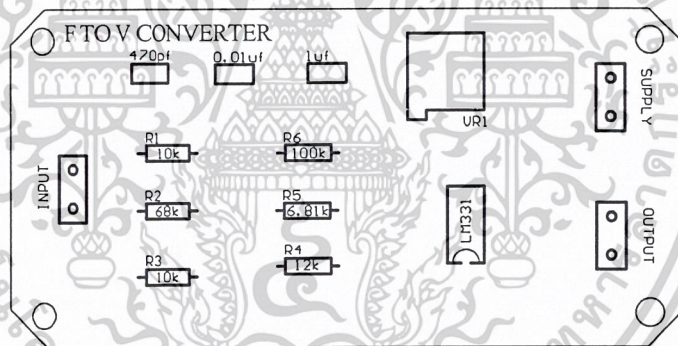 F TO V CONVERTER
470pf
0.01uf
1uf
VR1
SUPPLY
R1
10k
R6
100k
INPUT
R2
68k
R5
6.81k
LM331
OUTPUT
R3
10k
R4
12k